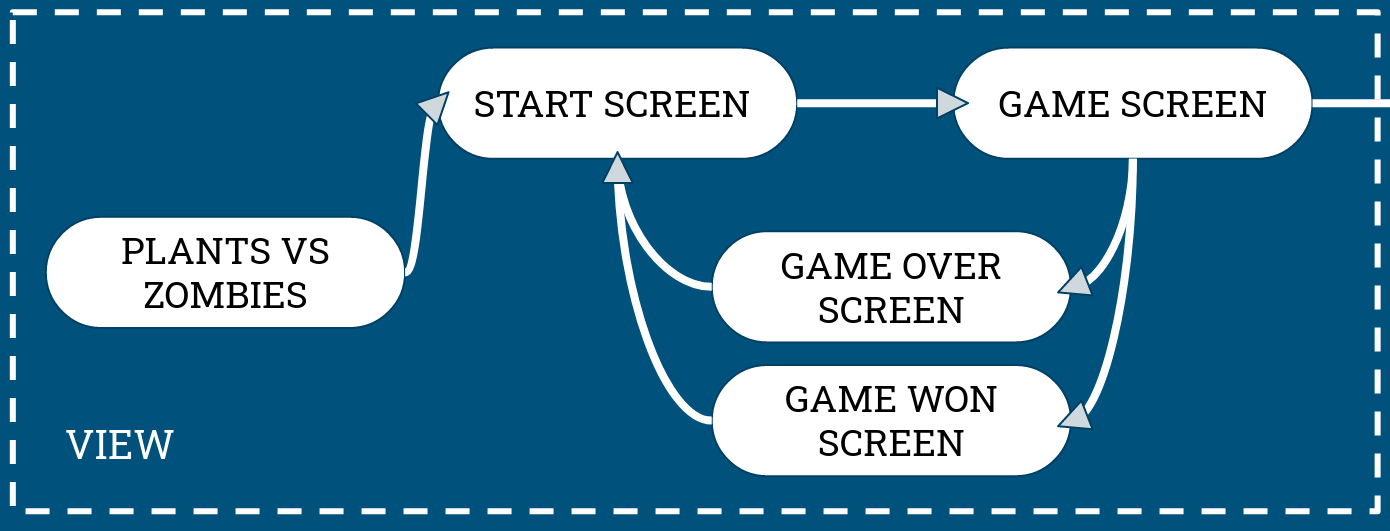 START SCREEN
GAME SCREEN
PLANTS VS
ZOMBIES
GAME OVER
SCREEN
GAME WON
SCREEN
VIEW